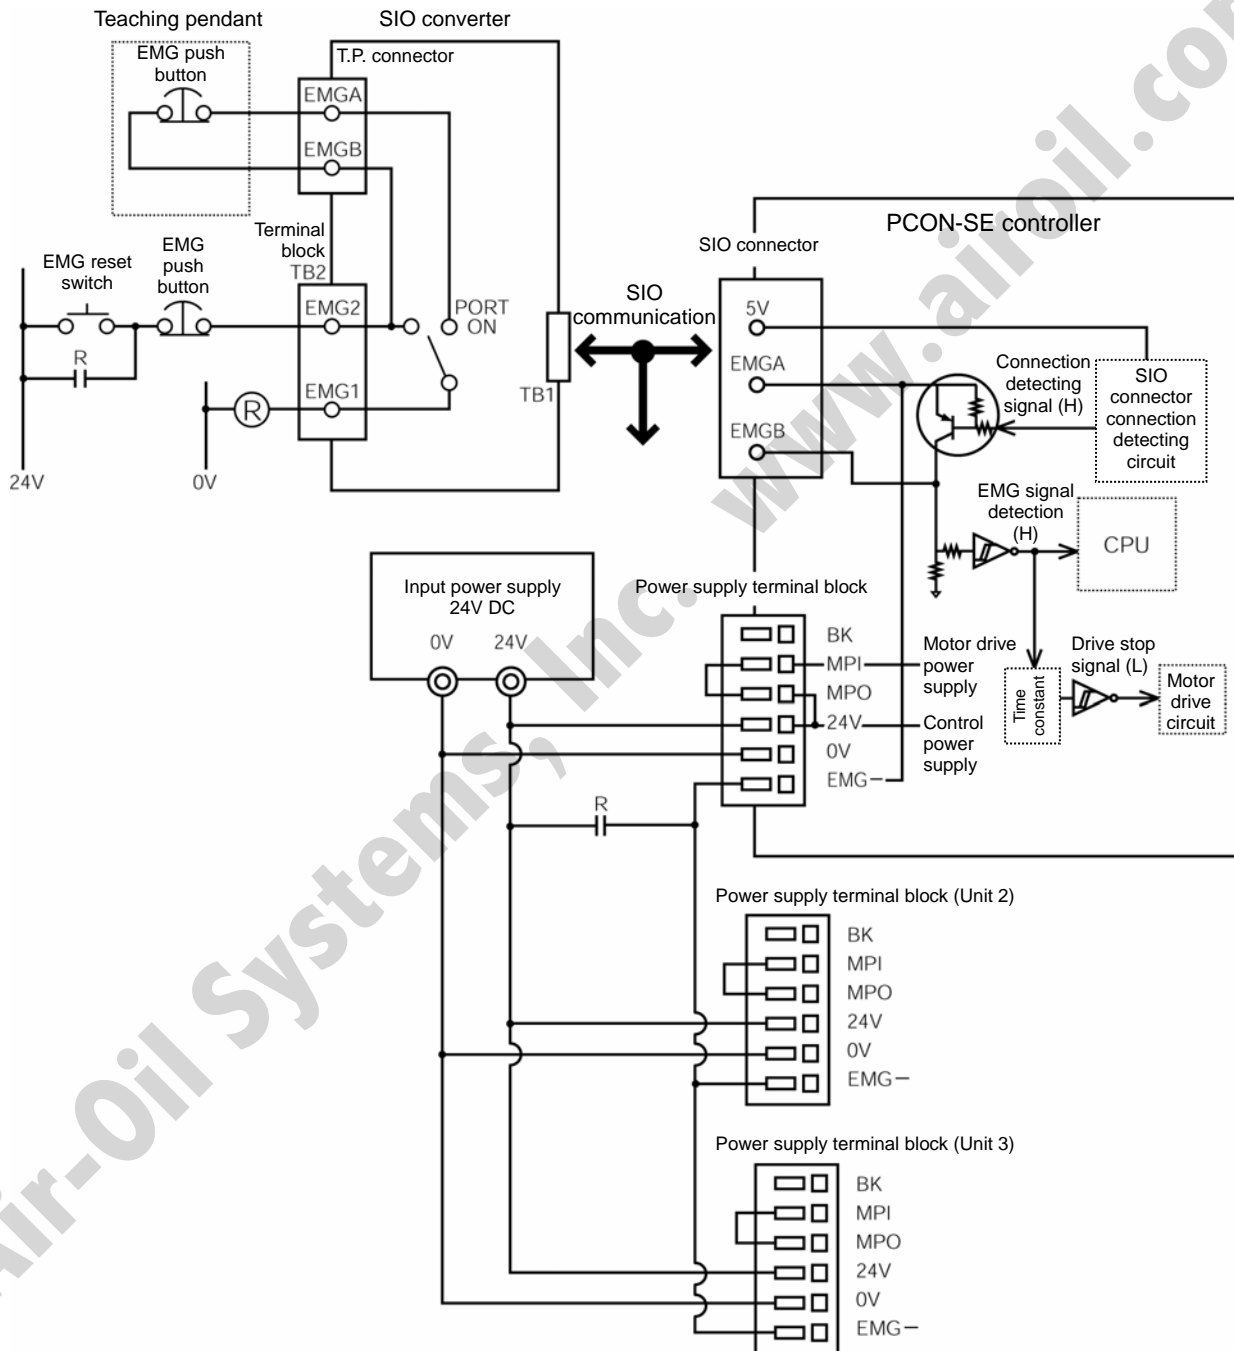 Teaching pendant
SIO converter
EMG push
button
T.P. connector
EMGA
EMGB
Terminal
block
TB2
EMG reset
switch
EMG
push
button
EMG2
PORT
ON
R
EMG1
R
TB1
24V
0V
SIO
communication
PCON-SE controller
SIO connector
5V
EMGA
EMGB
Connection
detecting
signal (H)
SIO
connector
connection
detecting
circuit
EMG signal
detection
(H)
CPU
Input power supply
24V DC
0V
24V
Power supply terminal block
BK
MPI
MPO
24V
0V
EMG−
Motor drive
power
supply
Control
power
supply
Drive stop
signal (L)
Time
constant
Motor
drive
circuit
R
Power supply terminal block (Unit 2)
BK
MPI
MPO
24V
0V
EMG−
Power supply terminal block (Unit 3)
BK
MPI
MPO
24V
0V
EMG−
Air-Oil Systems, Inc. www.airoil.com